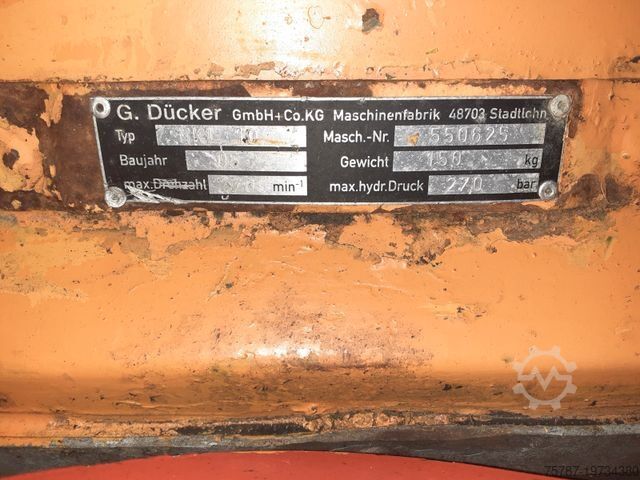 G. Dücker GmbH+Co.KG Maschinenfabrik 48703 Stadtlohn
Typ Masch.-Nr. 550625
Baujahr Gewicht 150 kg
max.Drehzahl min-1 max.hydr.Druck 270 bar
75787-19734380